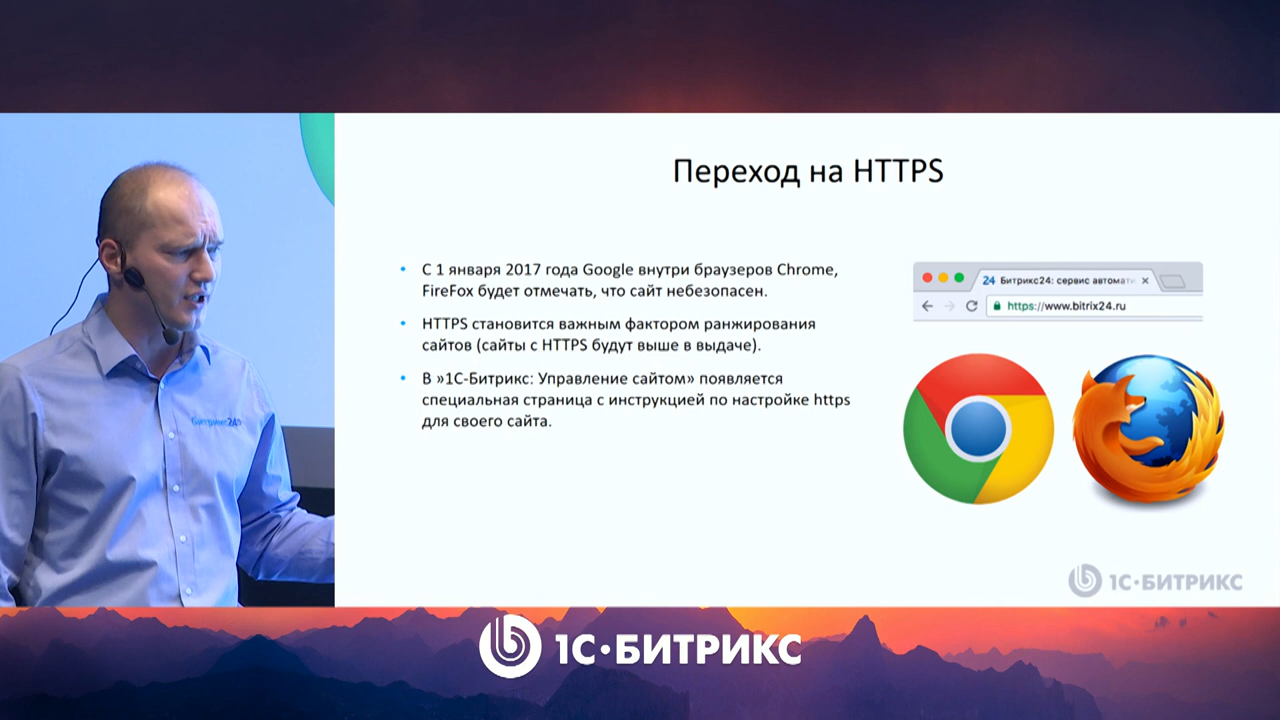 Переход на HTTPS
С 1 января 2017 года Google внутри браузеров Chrome,
FireFox будет отмечать, что сайт небезопасен.
HTTPS становится важным фактором ранжирования
сайтов (сайты с HTTPS будут выше в выдаче).
В »1С-Битрикс: Управление сайтом» появляется
специальная страница с инструкцией по настройке https
для своего сайта.
24 Битрикс24: сервис автомати
https://www.bitrix24.ru
Битрикс24
1С·БИТРИКС
1С·БИТРИКС